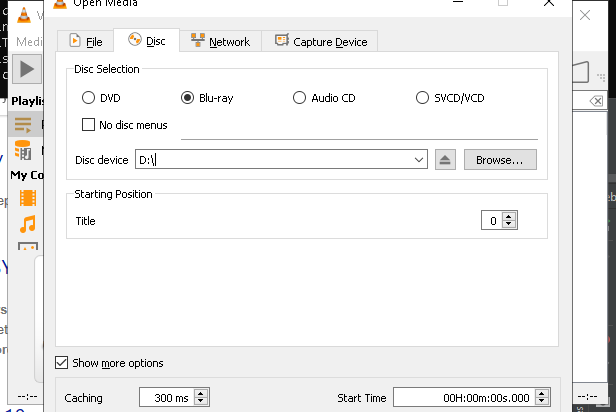 Open Media
Medi
File
Disc
Network
Capture Device
Playlis
My Co
Disc Selection
DVD
Blu-ray
Audio CD
SVCD/VCD
No disc menus
Disc device
D:\
Browse...
Starting Position
Title
0
Show more options
Caching
300 ms
Start Time
00H:00m:00s.000
--:--
--:--